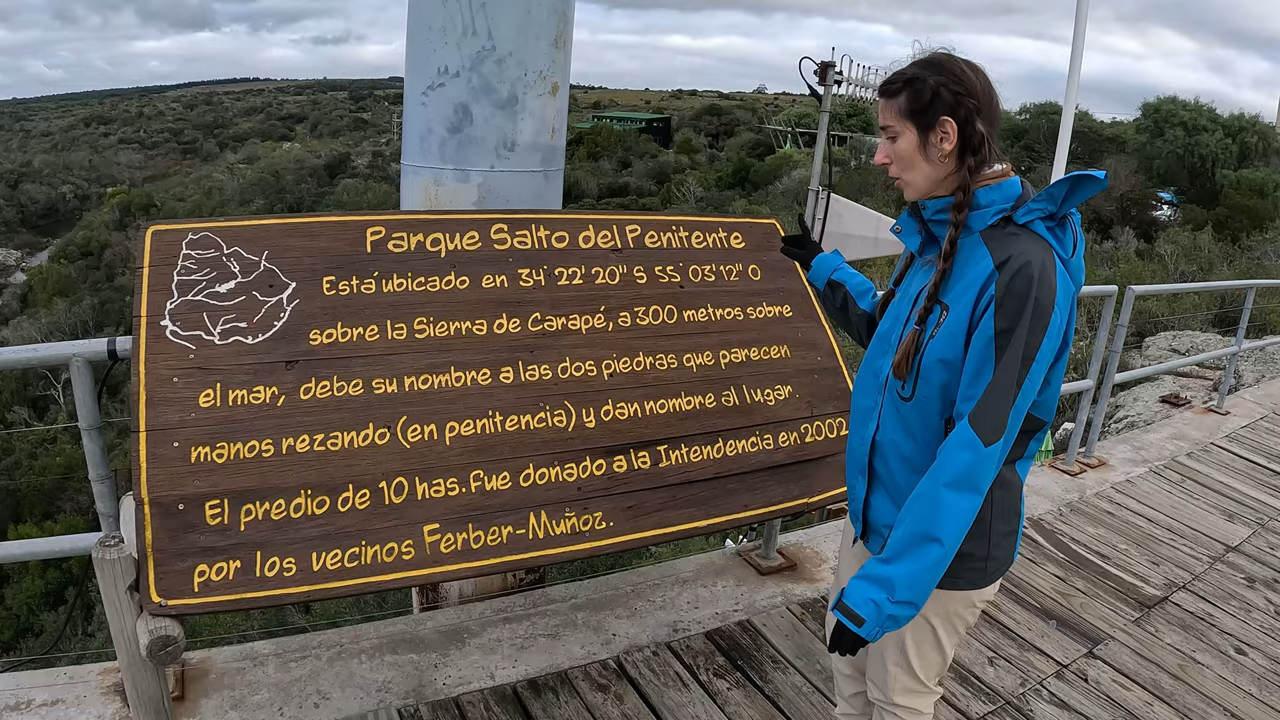 Parque Salto del Penitente
Está ubicado en 34° 22' 20" S 55° 03' 12" O
sobre la Sierra de Carapé, a 300 metros sobre
el mar, debe su nombre a las dos piedras que parecen
manos rezando (en penitencia) y dan nombre al lugar.
El predio de 10 has. fue donado a la Intendencia en 2002
por los vecinos Ferber-Muñoz.